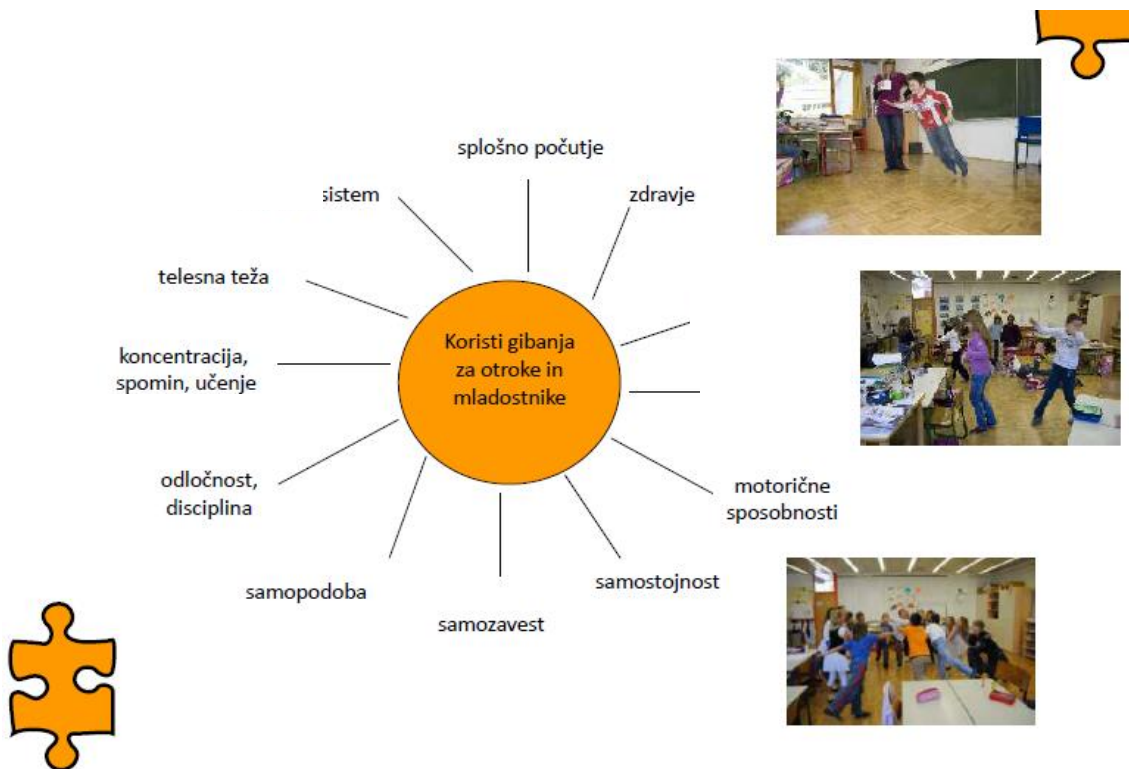 splošno počutje
sistem
zdravje
telesna teža
Koristi gibanja
za otroke in
mladostnike
koncentracija,
spomin, učenje
odločnost,
disciplina
motorične
sposobnosti
samopodoba
samostojnost
samozavest